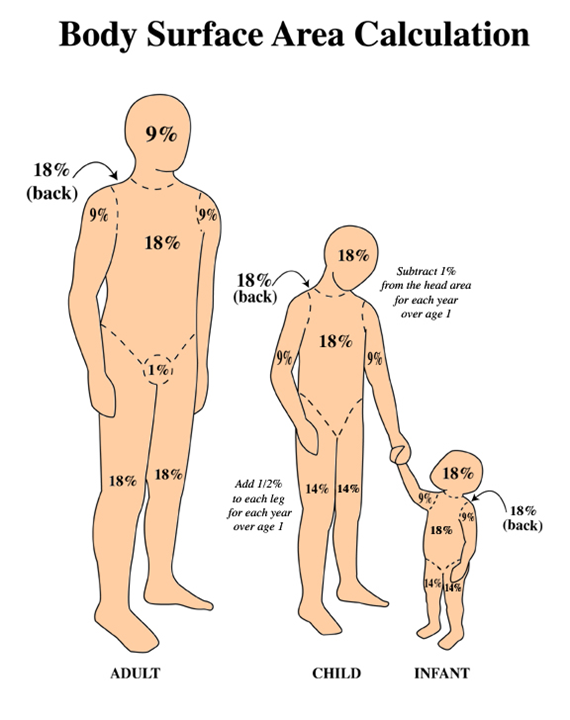 Body Surface Area Calculation
9%
18%
(back)
9%
9%
18%
1%
18%
18%
ADULT
18%
18%
(back)
Subtract 1%
from the head area
for each year
over age 1
18%
9%
9%
Add 1/2%
to each leg
for each year
over age 1
14%
14%
CHILD
18%
9%
18%
(back)
9%
18%
14%
14%
INFANT